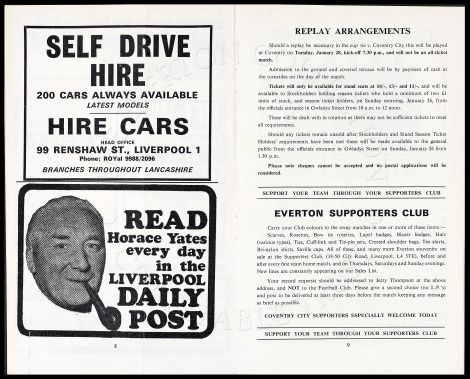 SELF DRIVE
HIRE
200 CARS ALWAYS AVAILABLE
LATEST MODELS
HIRE CARS
HEAD OFFICE
99 RENSHAW ST., LIVERPOOL 1
Phone: ROYal 9988/2096
BRANCHES THROUGHOUT LANCASHIRE
READ
Horace Yates
every day
in the
LIVERPOOL
DAILY
POST
8
REPLAY ARRANGEMENTS
Should a replay be necessary in the cup tie v. Coventry City this will be played
at Coventry on Tuesday, January 28, kick-off 7.30 p.m., and will not be an all-ticket
match.
Admission to the ground and covered terrace will be by payment of cash at
the turnstiles on the day of the match.
Tickets will only be available for stand seats at 16/-, 13/- and 11/-, and will be
available to Stockholders holding season tickets who hold a minimum of two £1
units of stock, and season ticket holders, on Sunday morning, January 26, from
the offices entrance in Gwladys Street from 10 a.m. to 12 noon.
These will be dealt with in rotation as there may not be sufficient tickets to meet
all requirements.
Should any tickets remain unsold after Stockholders and Stand Season Ticket
Holders' requirements have been met these will be made available to the general
public from the offices entrance in Gwladys Street on Sunday, January 26 from
1.30 p.m.
Please note cheques cannot be accepted and no postal application will be
considered.
SUPPORT YOUR TEAM THROUGH YOUR SUPPORTERS CLUB
EVERTON SUPPORTERS CLUB
Carry your Club colours to the away matches in one or more of these items:—
Scarves, Rosettes, Bow tie rosettes, Lapel badges, Blazer badges, Hats
(various types), Ties, Cuff-link and Tie-pin sets, Crested shoulder bags, Tee shirts,
Bri-nylon shirts, Saville caps. All of these, and many more Everton souvenirs on
sale at the Supporters Club, (38-50 City Road, Liverpool, L4 5TE), before and
after every first team home match, and on Thursdays, Saturdays and Sunday evenings.
New lines are constantly appearing on our Sales List.
Your record requests should be addressed to Jerry Thompson at the above
address, and NOT to the Football Club. Please give a second choice (no L.P.'s)
and post to be delivered at least three days before the match keeping any message
as brief as possible.
COVENTRY CITY SUPPORTERS ESPECIALLY WELCOME TODAY
SUPPORT YOUR TEAM THROUGH YOUR SUPPORTERS CLUB
9